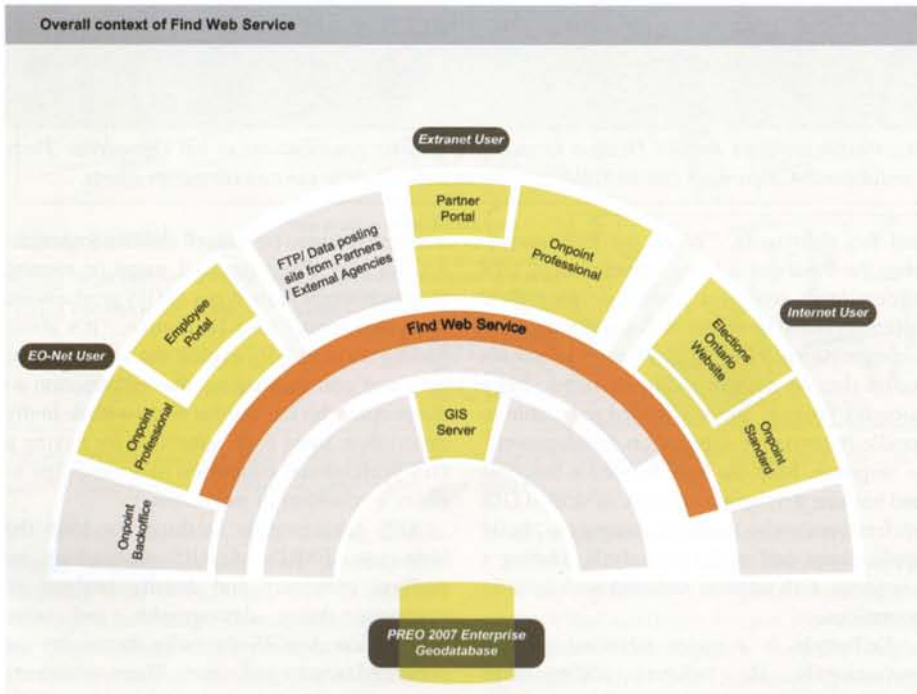 Overall context of Find Web Service
Extranet User
Partner
Portal
Onpoint
Professional
FTP/ Data posting
site from Partners
/ External Agencies
Employee
Portal
EO-Net User
Onpoint
Professional
Onpoint
Backoffice
Find Web Service
GIS
Server
Internet User
Elections
Ontario
Website
Onpoint
Standard
PREO 2007 Enterprise
Geodatabase